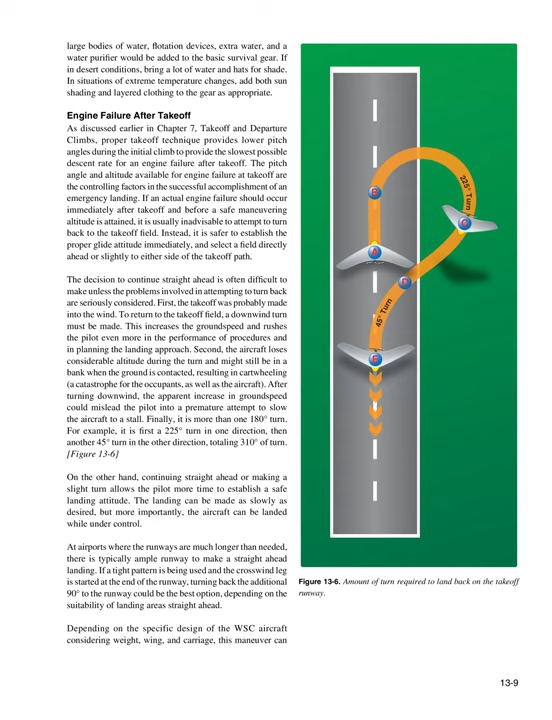 large bodies of water, flotation devices, extra water, and a
water purifier would be added to the basic survival gear. If
in desert conditions, bring a lot of water and hats for shade.
In situations of extreme temperature changes, add both sun
shading and layered clothing to the gear as appropriate.
Engine Failure After Takeoff
As discussed earlier in Chapter 7, Takeoff and Departure
Climbs, proper takeoff technique provides lower pitch
angles during the initial climb to provide the slowest possible
descent rate for an engine failure after takeoff. The pitch
angle and altitude available for engine failure at takeoff are
the controlling factors in the successful accomplishment of an
emergency landing. If an actual engine failure should occur
immediately after takeoff and before a safe maneuvering
altitude is attained, it is usually inadvisable to attempt to turn
back to the takeoff field. Instead, it is safer to establish the
proper glide attitude immediately, and select a field directly
ahead or slightly to either side of the takeoff path.
The decision to continue straight ahead is often difficult to
make unless the problems involved in attempting to turn back
are seriously considered. First, the takeoff was probably made
into the wind. To return to the takeoff field, a downwind turn
must be made. This increases the groundspeed and rushes
the pilot even more in the performance of procedures and
in planning the landing approach. Second, the aircraft loses
considerable altitude during the turn and might still be in a
bank when the ground is contacted, resulting in cartwheeling
(a catastrophe for the occupants, as well as the aircraft). After
turning downwind, the apparent increase in groundspeed
could mislead the pilot into a premature attempt to slow
the aircraft to a stall. Finally, it is more than one 180° turn.
For example, it is first a 225° turn in one direction, then
another 45° turn in the other direction, totaling 310° of turn.
[Figure 13-6]
On the other hand, continuing straight ahead or making a
slight turn allows the pilot more time to establish a safe
landing attitude. The landing can be made as slowly as
desired, but more importantly, the aircraft can be landed
while under control.
At airports where the runways are much longer than needed,
there is typically ample runway to make a straight ahead
landing. If a tight pattern is being used and the crosswind leg
is started at the end of the runway, turning back the additional
90° to the runway could be the best option, depending on the
suitability of landing areas straight ahead.
Depending on the specific design of the WSC aircraft
considering weight, wing, and carriage, this maneuver can
B
225° Turn
C
A
D
45° Turn
E
Figure 13-6. Amount of turn required to land back on the takeoff
runway.
13-9